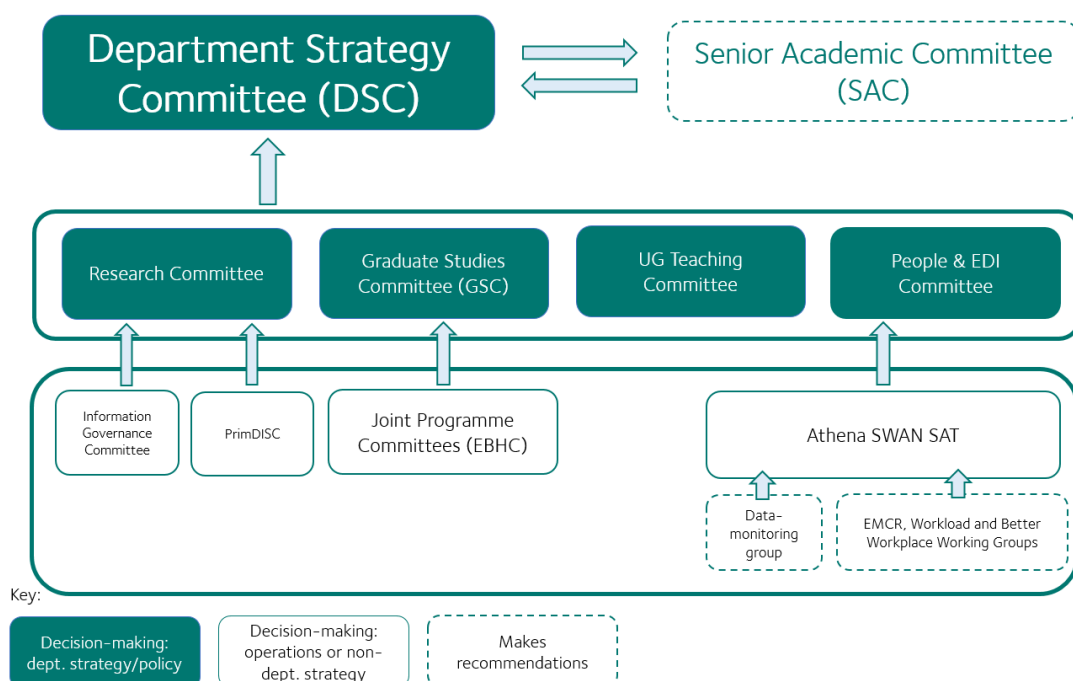 Department Strategy
Committee (DSC)
Senior Academic Committee
(SAC)
Research Committee
Graduate Studies
Committee (GSC)
UG Teaching
Committee
People & EDI
Committee
Information
Governance
Committee
PrimDISC
Joint Programme
Committees (EBHC)
Athena SWAN SAT
Data-
monitoring
group
EMCR, Workload and Better
Workplace Working Groups
Key:
Decision-making:
dept. strategy/policy
Decision-making:
operations or non-
dept. strategy
Makes
recommendations